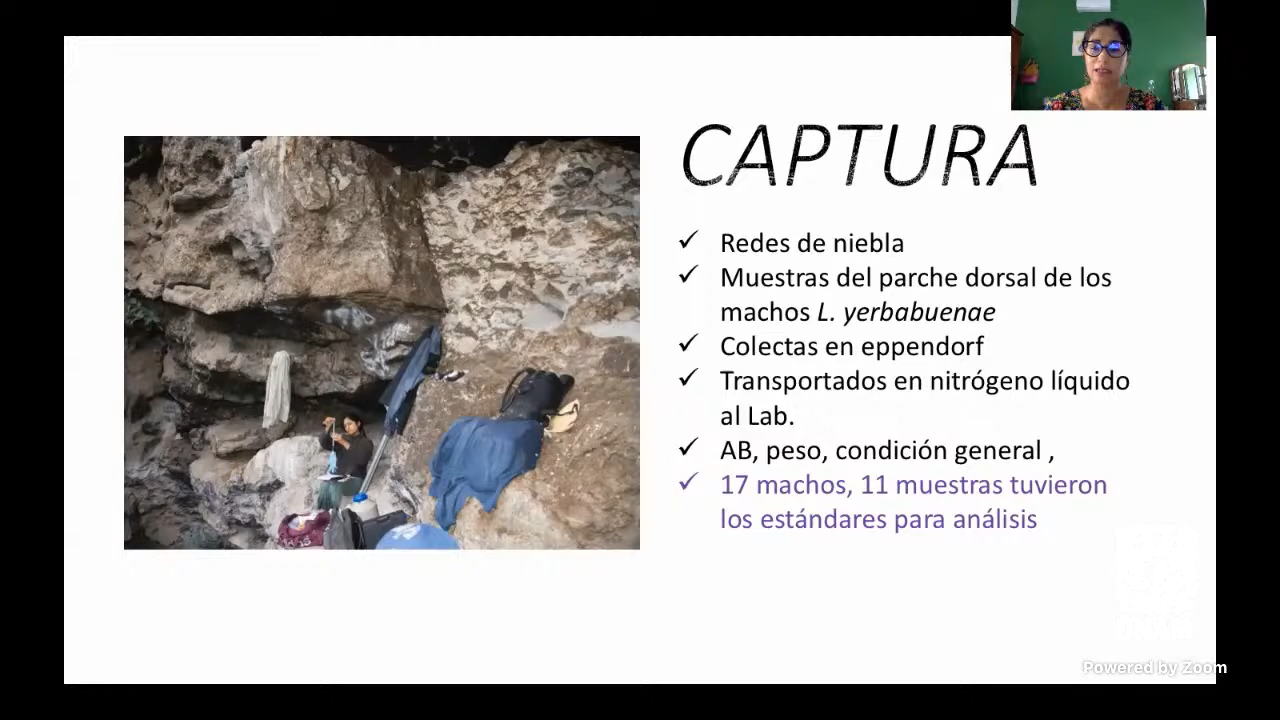 CAPTURA
✓ Redes de niebla
✓ Muestras del parche dorsal de los
machos L. yerbabuenae
✓ Colectas en eppendorf
✓ Transportados en nitrógeno líquido
al Lab.
✓ AB, peso, condición general ,
✓ 17 machos, 11 muestras tuvieron
los estándares para análisis
Powered by Zoom